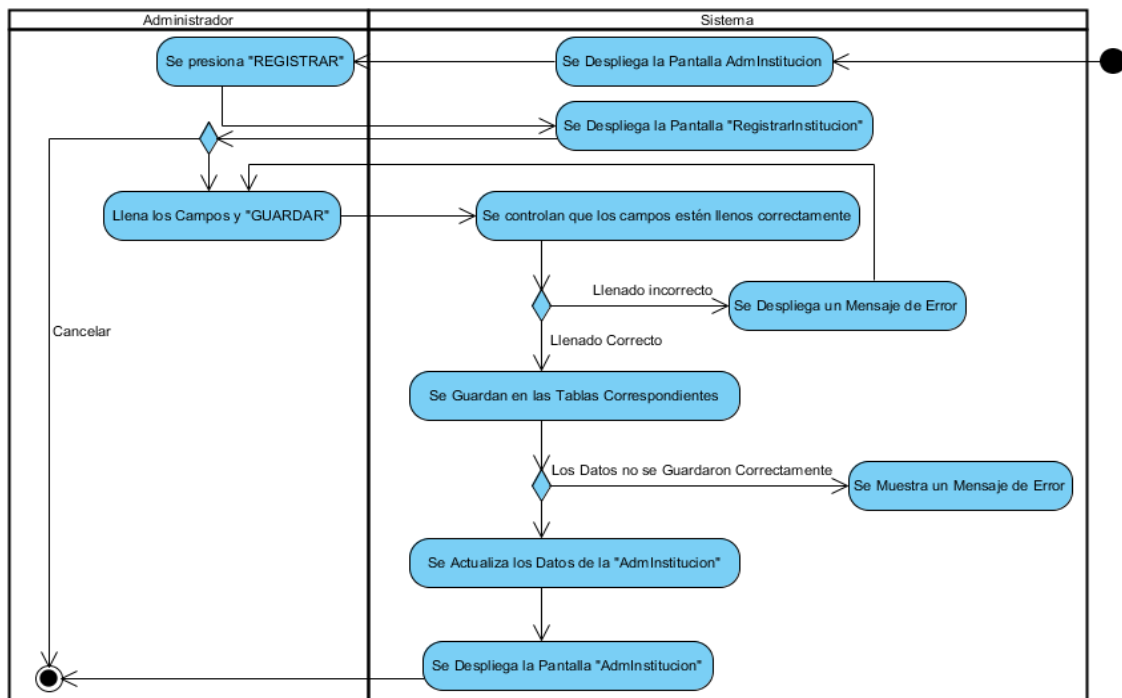 Administrador
Sistema
Se presiona "REGISTRAR"
Se Despliega la Pantalla AdmInstitucion
Se Despliega la Pantalla "RegistrarInstitucion"
Llena los Campos y "GUARDAR"
Se controlan que los campos estén llenos correctamente
Llenado incorrecto
Se Despliega un Mensaje de Error
Cancelar
Llenado Correcto
Se Guardan en las Tablas Correspondientes
Los Datos no se Guardaron Correctamente
Se Muestra un Mensaje de Error
Se Actualiza los Datos de la "AdmInstitucion"
Se Despliega la Pantalla "AdmInstitucion"